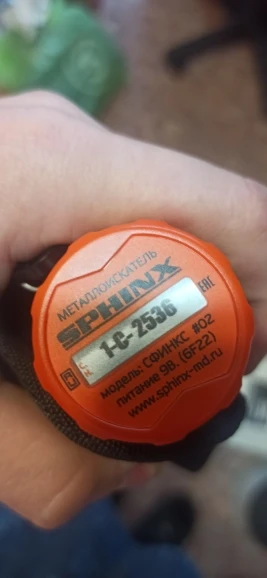 МЕТАЛЛОИСКАТЕЛЬ
SPHINX
EAC
1-C-2536
модель: СФИНКС #02
питание 9В. (6F22)
www.sphinx-md.ru